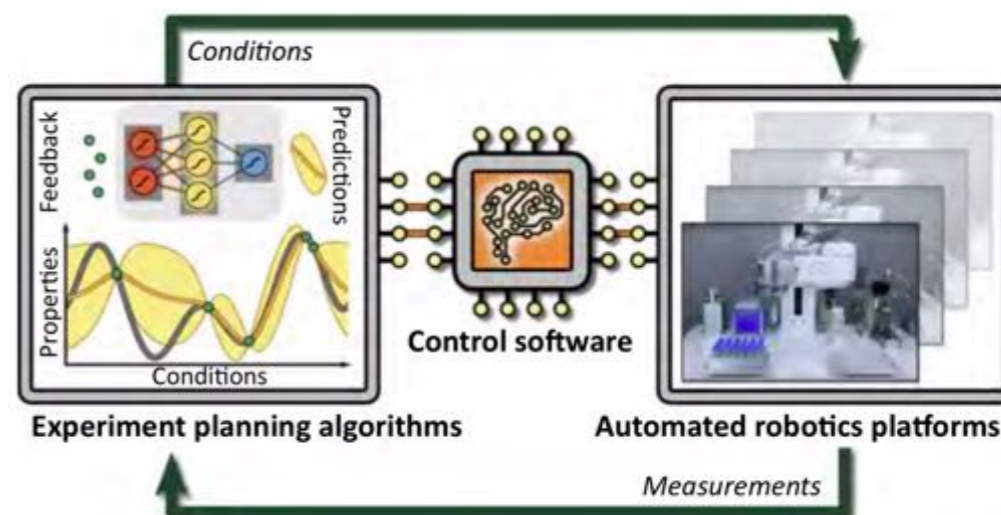 Conditions
Feedback
Predictions
Properties
Conditions
Control software
Experiment planning algorithms
Automated robotics platforms
Measurements